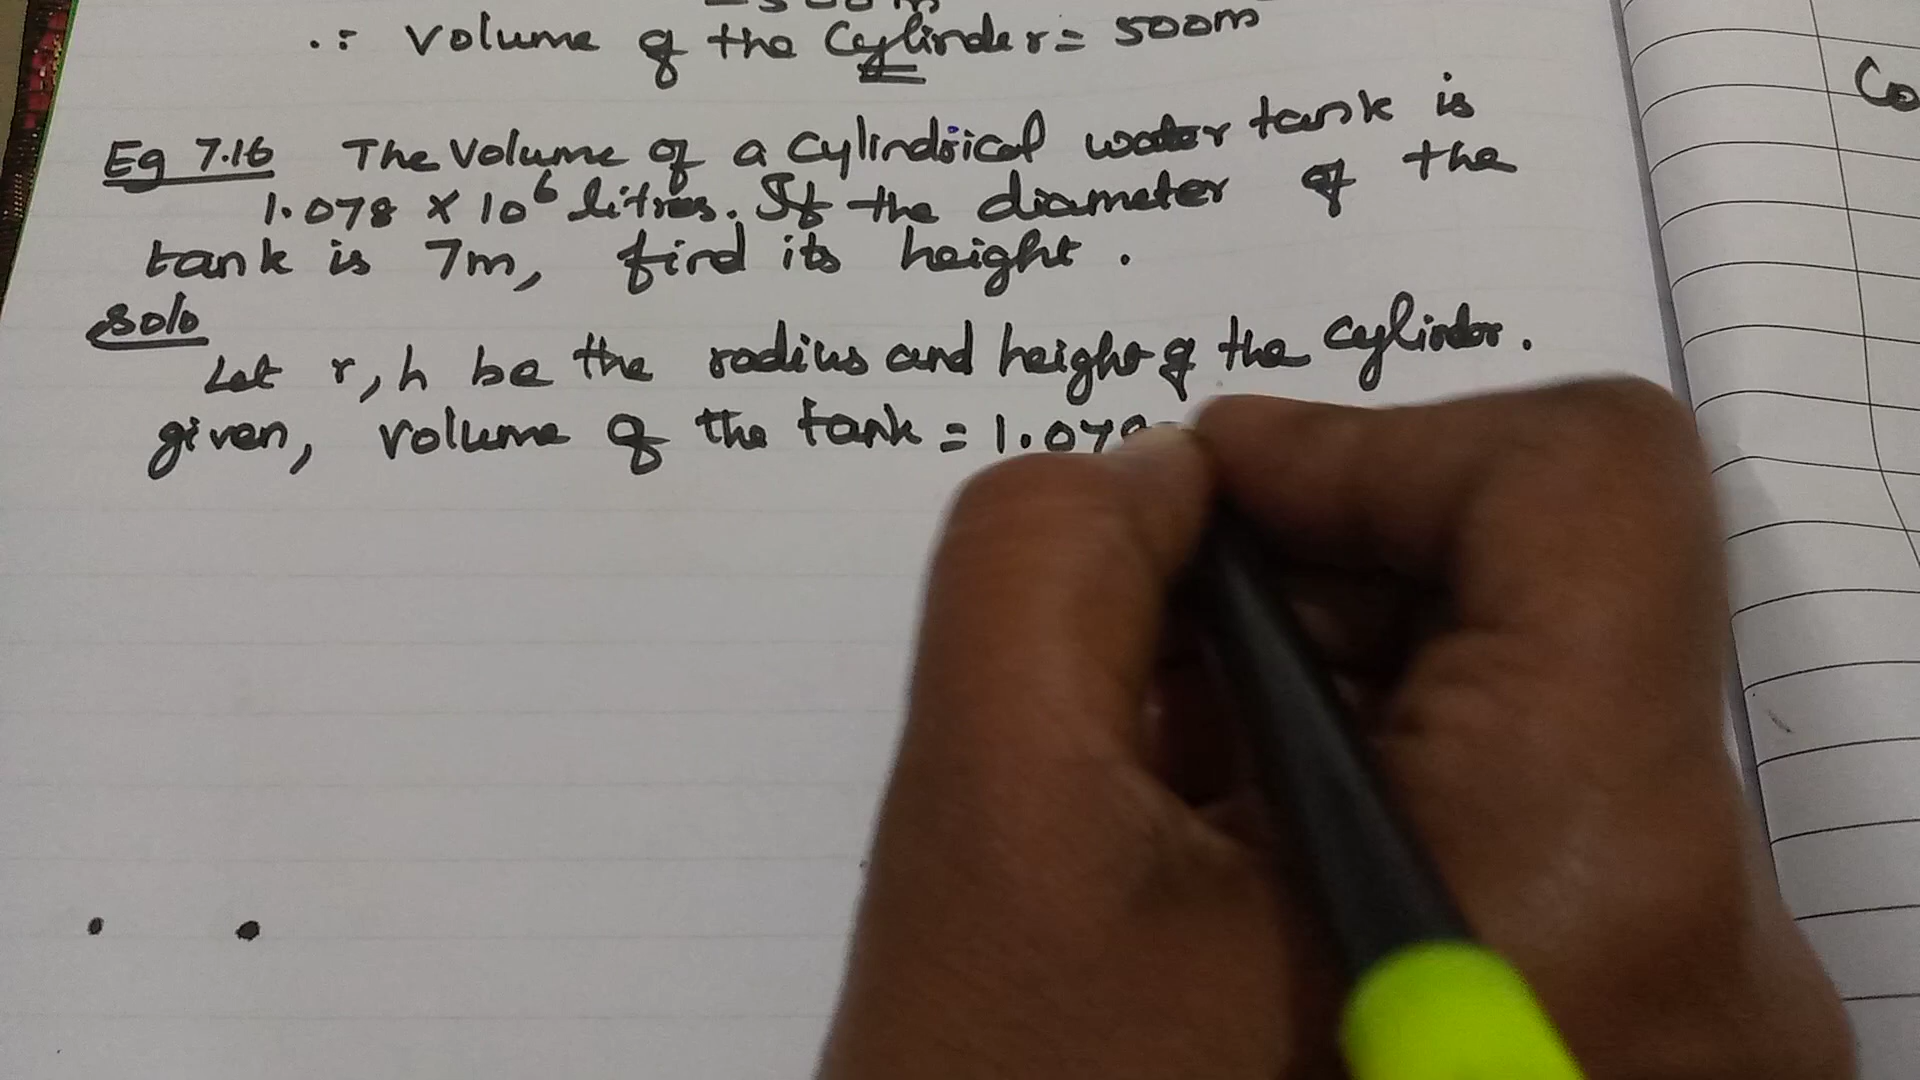 ∴ Volume of the Cylinder = 500m
Eg 7.16 The Volume of a Cylindrical water tank is
1.078 × 10⁶ litres. If the diameter of the
tank is 7m, find its height.
Soln
Let r, h be the radius and height of the Cylinder.
given, Volume of the tank = 1.078
Co